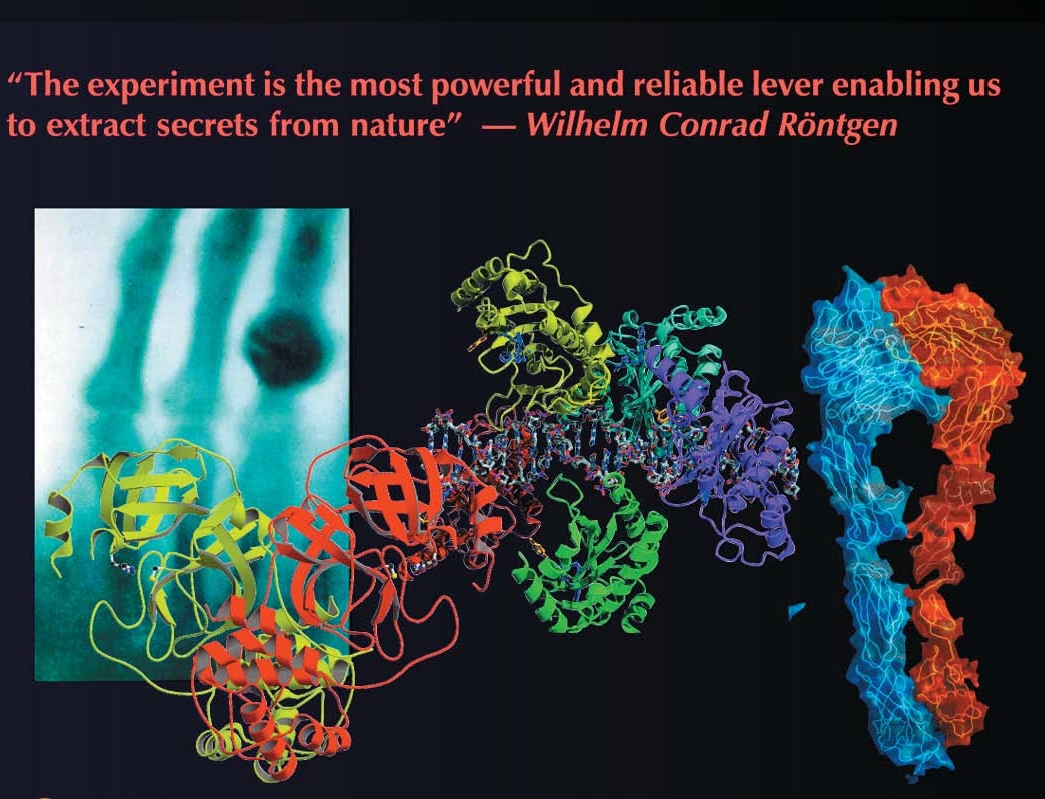 “The experiment is the most powerful and reliable lever enabling us
to extract secrets from nature” — Wilhelm Conrad Röntgen